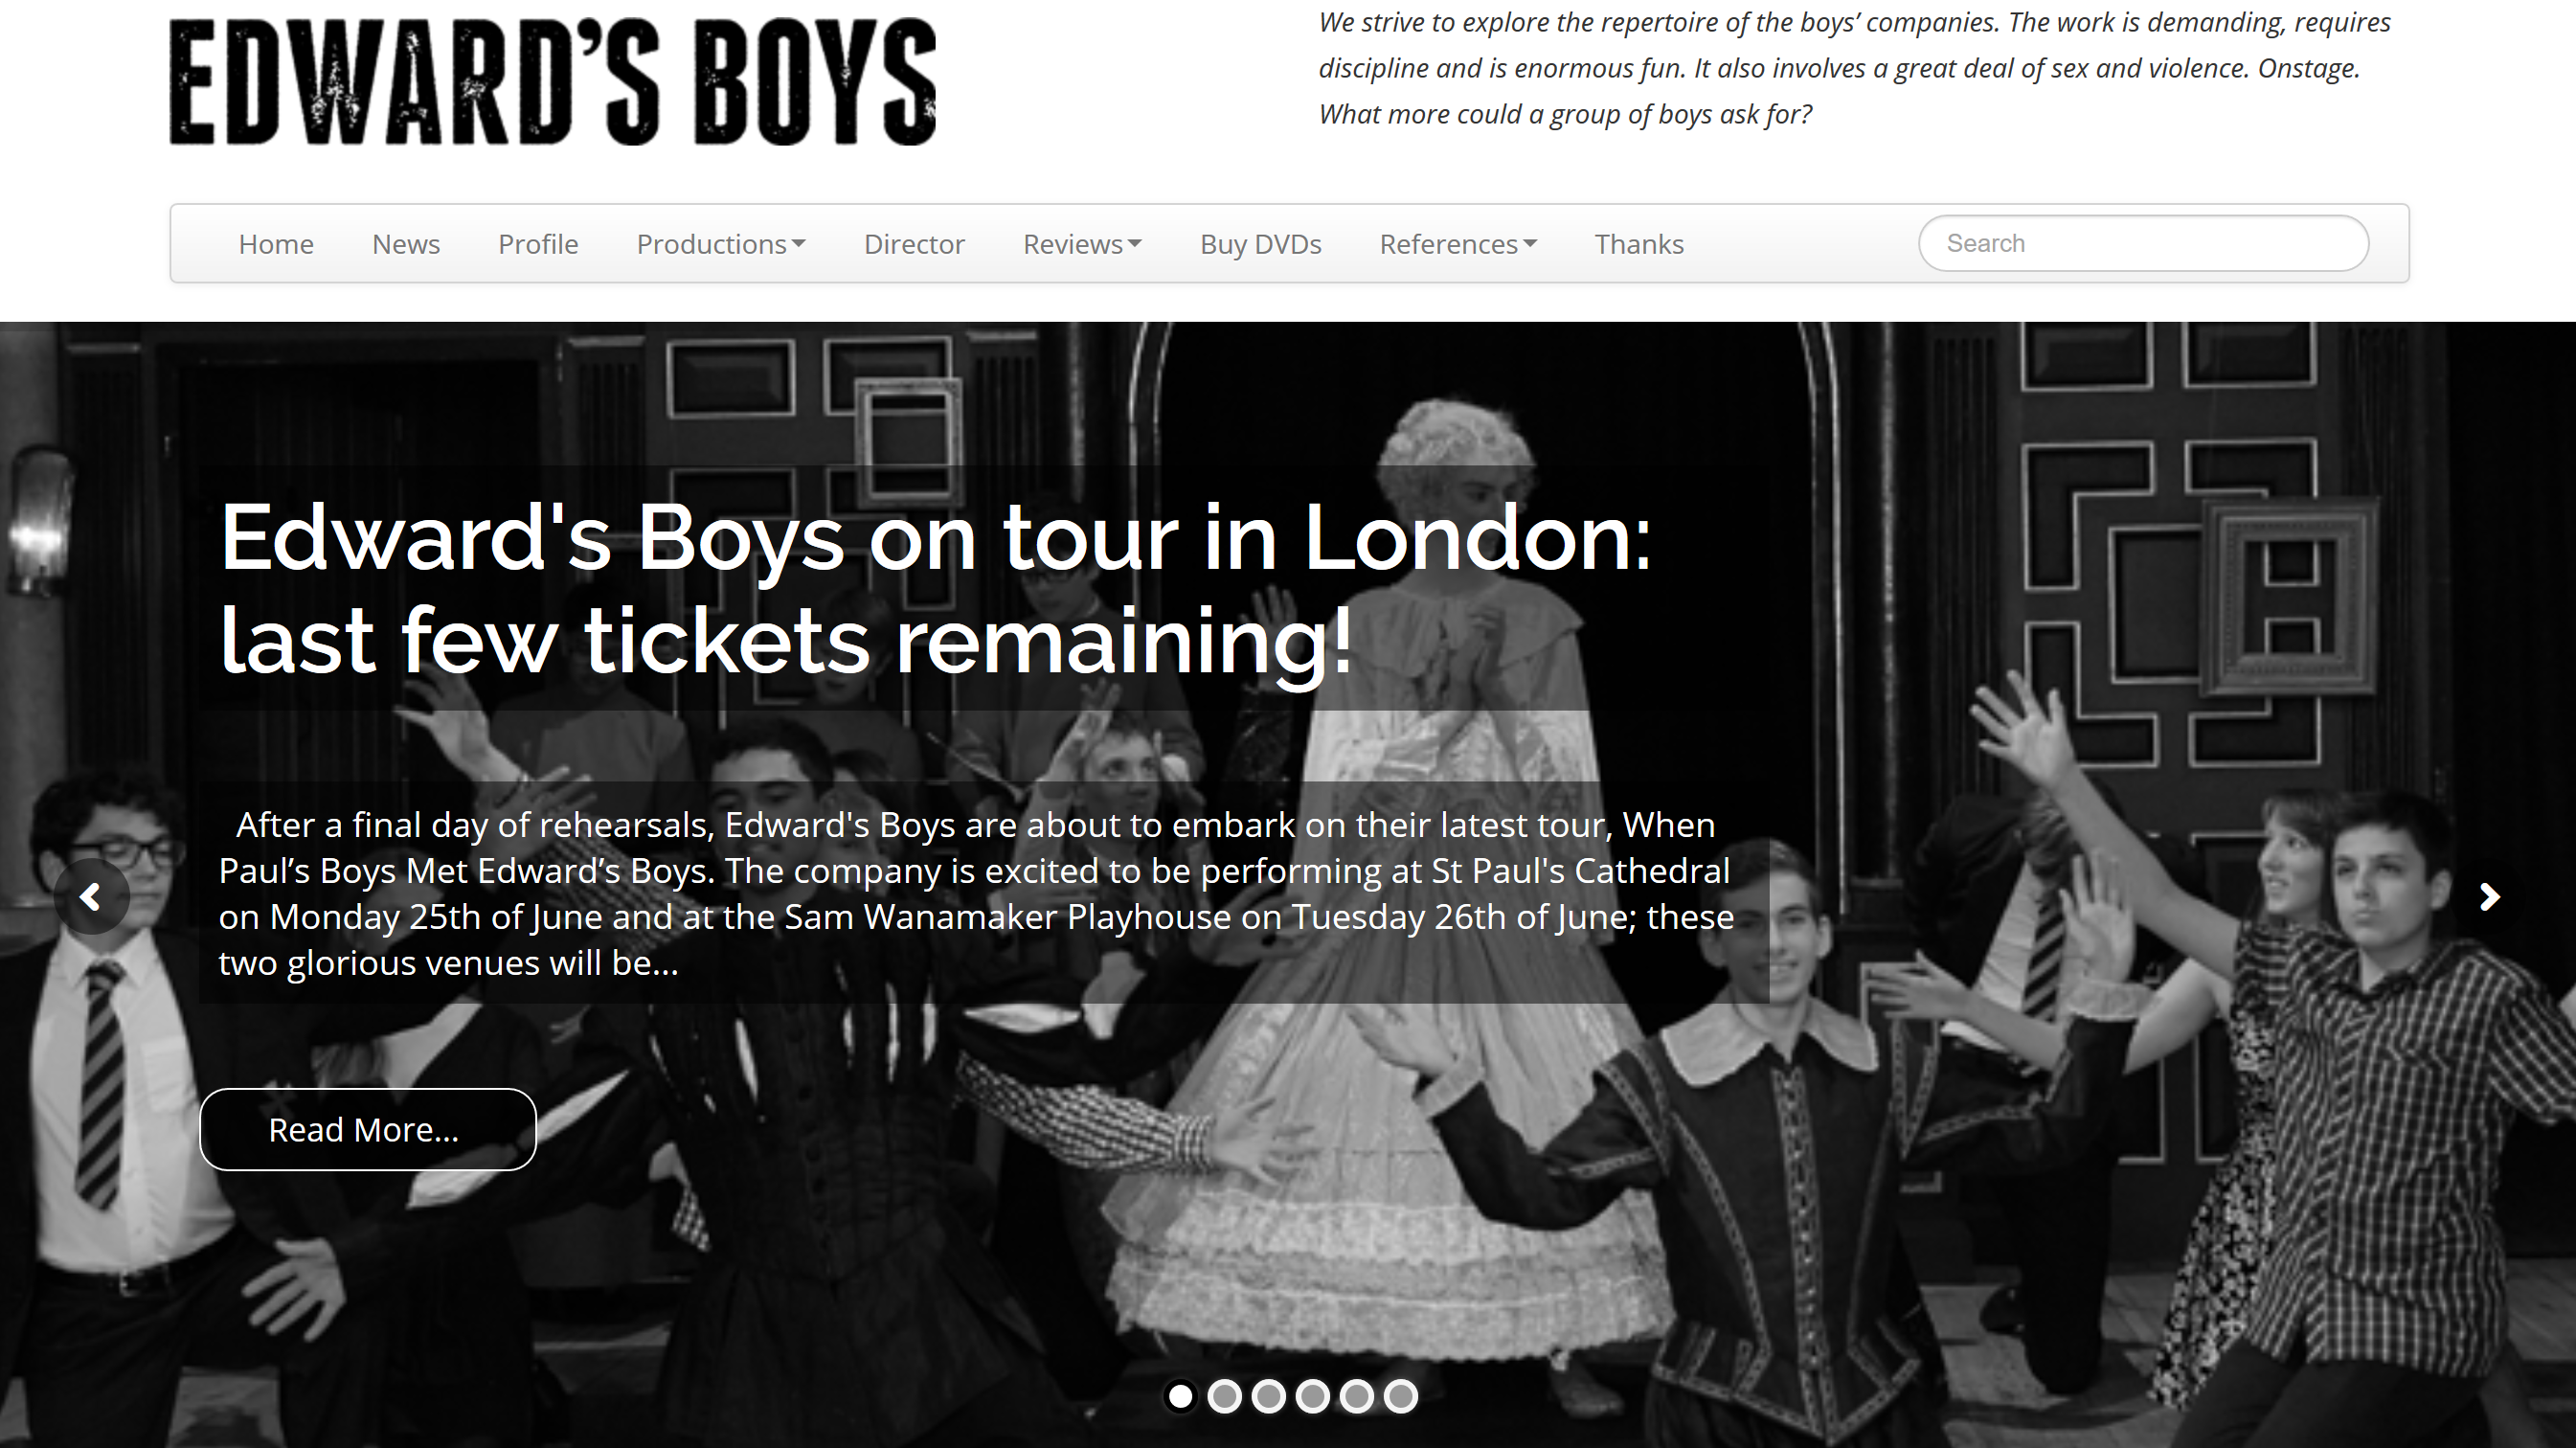 EDWARD'S BOYS
We strive to explore the repertoire of the boys’ companies. The work is demanding, requires
discipline and is enormous fun. It also involves a great deal of sex and violence. Onstage.
What more could a group of boys ask for?
Home News Profile Productions Director Reviews Buy DVDs References Thanks Search
Edward's Boys on tour in London:
last few tickets remaining!
After a final day of rehearsals, Edward's Boys are about to embark on their latest tour, When
Paul’s Boys Met Edward’s Boys. The company is excited to be performing at St Paul's Cathedral
on Monday 25th of June and at the Sam Wanamaker Playhouse on Tuesday 26th of June; these
two glorious venues will be...
Read More...